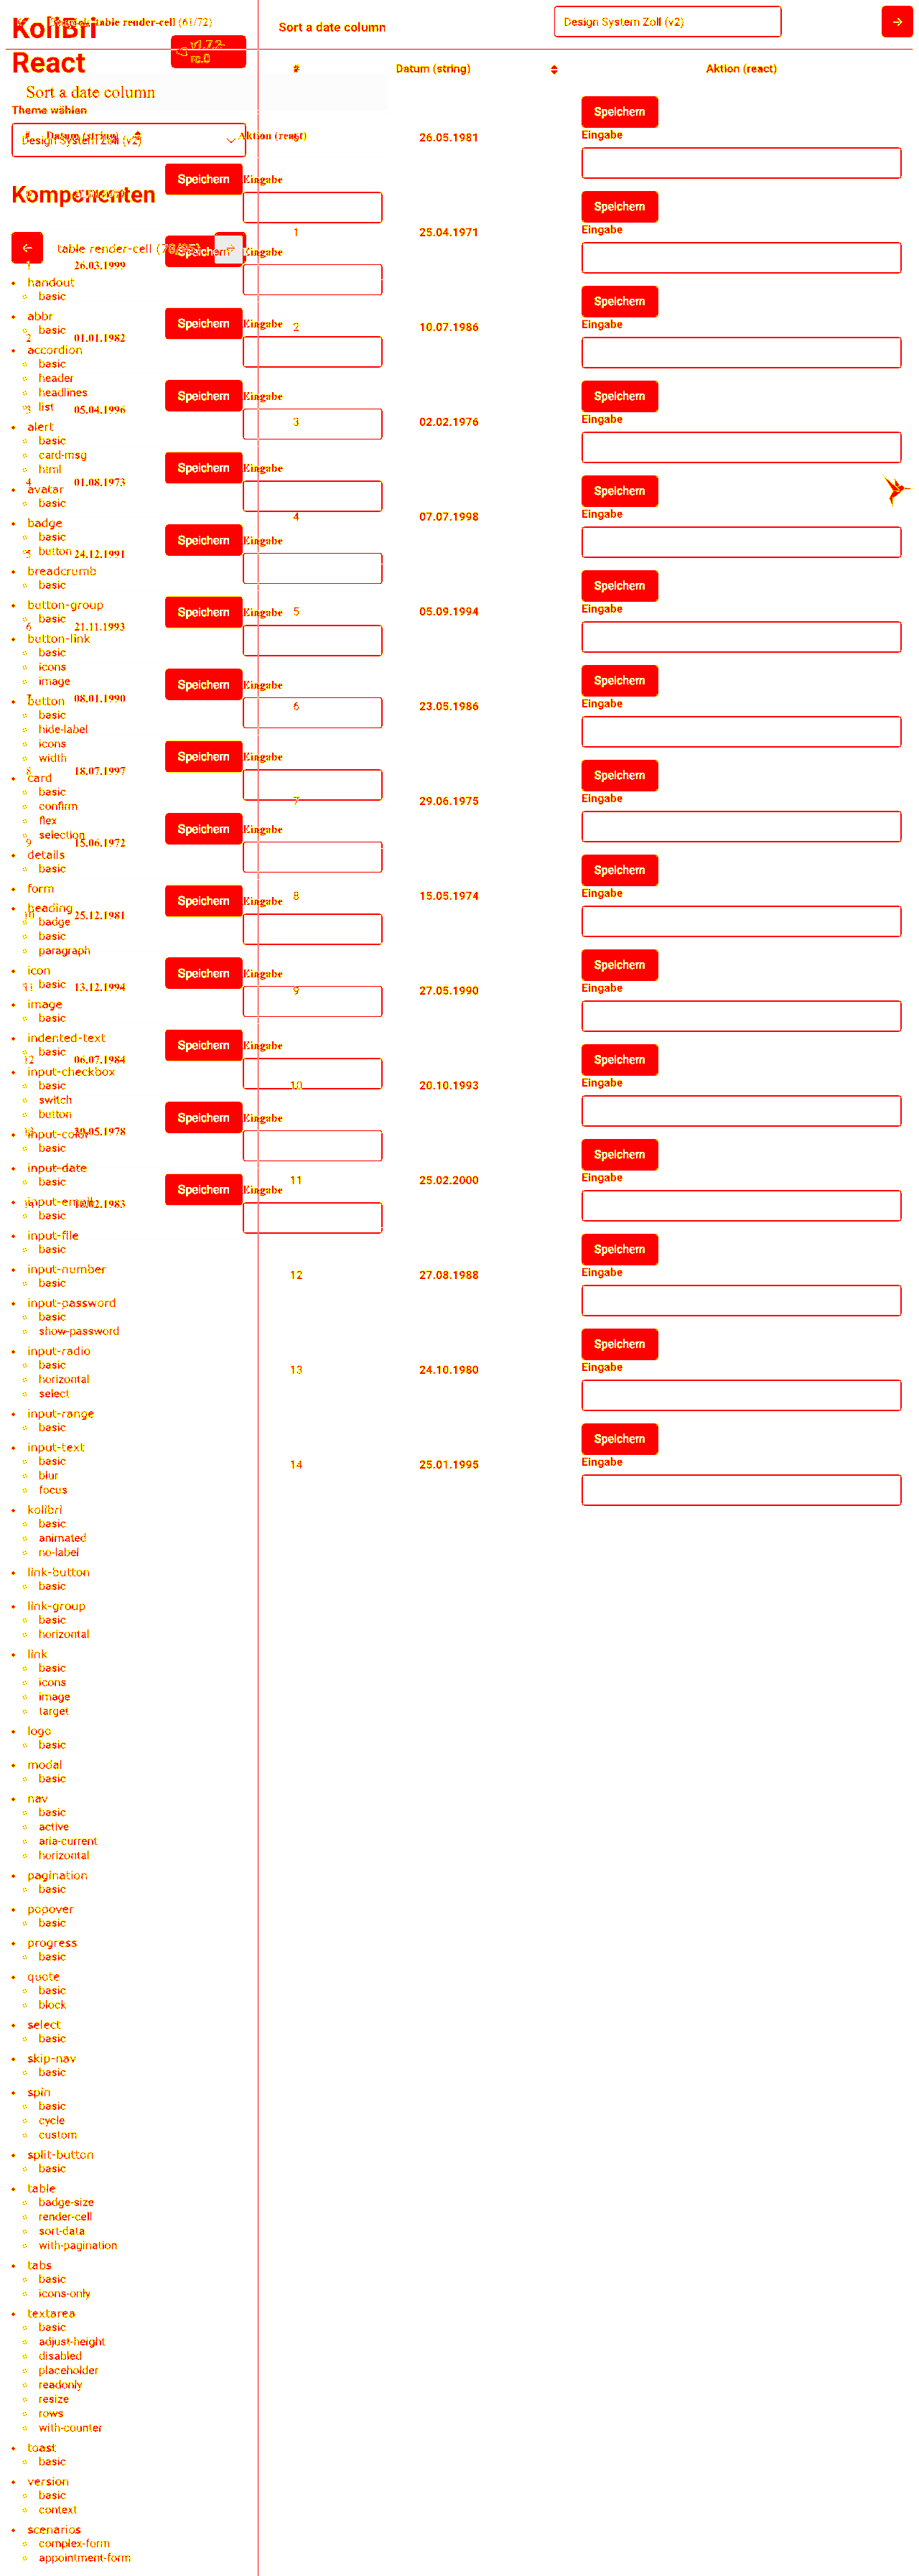 KoliBri
React
table render-cell (61/72)
Sort a date column
Design System Zoll (v2)
v1.7.2-
rc.0
# Datum (string) Aktion (react)
Sort a date column
Theme wählen
Design System Zoll (v2)
# Datum (string) Aktion (react)
Komponenten
table render-cell
handout
basic
abbr
basic
accordion
basic
header
headlines
list
alert
basic
card-msg
html
avatar
basic
badge
basic
button
breadcrumb
basic
button-group
basic
button-link
basic
icons
image
button
basic
hide-label
icons
width
card
basic
confirm
flex
selection
details
basic
form
heading
badge
basic
paragraph
icon
basic
image
basic
indented-text
basic
input-checkbox
basic
switch
button
input-color
basic
input-date
basic
input-email
basic
input-file
basic
input-number
basic
input-password
basic
show-password
input-radio
basic
horizontal
select
input-range
basic
input-text
basic
blur
focus
kolibri
basic
animated
no-label
link-button
basic
link-group
basic
horizontal
link
basic
icons
image
target
logo
basic
modal
basic
nav
basic
active
aria-current
horizontal
pagination
basic
popover
basic
progress
basic
quote
basic
block
select
basic
skip-nav
basic
spin
basic
cycle
custom
split-button
basic
table
badge-size
render-cell
sort-data
with-pagination
tabs
basic
icons-only
textarea
basic
adjust-height
disabled
placeholder
readonly
resize
rows
with-counter
toast
basic
version
basic
context
scenarios
complex-form
appointment-form
Speichern Eingabe
1 26.03.1999 Speichern Eingabe
2 01.01.1982 Speichern Eingabe
3 05.04.1996 Speichern Eingabe
4 01.08.1973 Speichern Eingabe
5 24.12.1991 Speichern Eingabe
6 21.11.1993 Speichern Eingabe
7 08.01.1990 Speichern Eingabe
8 18.07.1997 Speichern Eingabe
9 15.06.1972 Speichern Eingabe
10 25.12.1981 Speichern Eingabe
11 13.12.1994 Speichern Eingabe
12 06.07.1984 Speichern Eingabe
13 Speichern Eingabe
14 Speichern Eingabe
26.05.1981 Speichern Eingabe
1 25.04.1971 Speichern Eingabe
2 10.07.1986 Speichern Eingabe
3 02.02.1976 Speichern Eingabe
4 07.07.1998 Speichern Eingabe
5 05.09.1994 Speichern Eingabe
6 23.05.1986 Speichern Eingabe
7 29.06.1975 Speichern Eingabe
8 15.05.1974 Speichern Eingabe
9 27.05.1990 Speichern Eingabe
10 20.10.1993 Speichern Eingabe
11 25.02.2000 Speichern Eingabe
12 27.08.1988 Speichern Eingabe
13 24.10.1980 Speichern Eingabe
14 25.01.1995 Speichern Eingabe